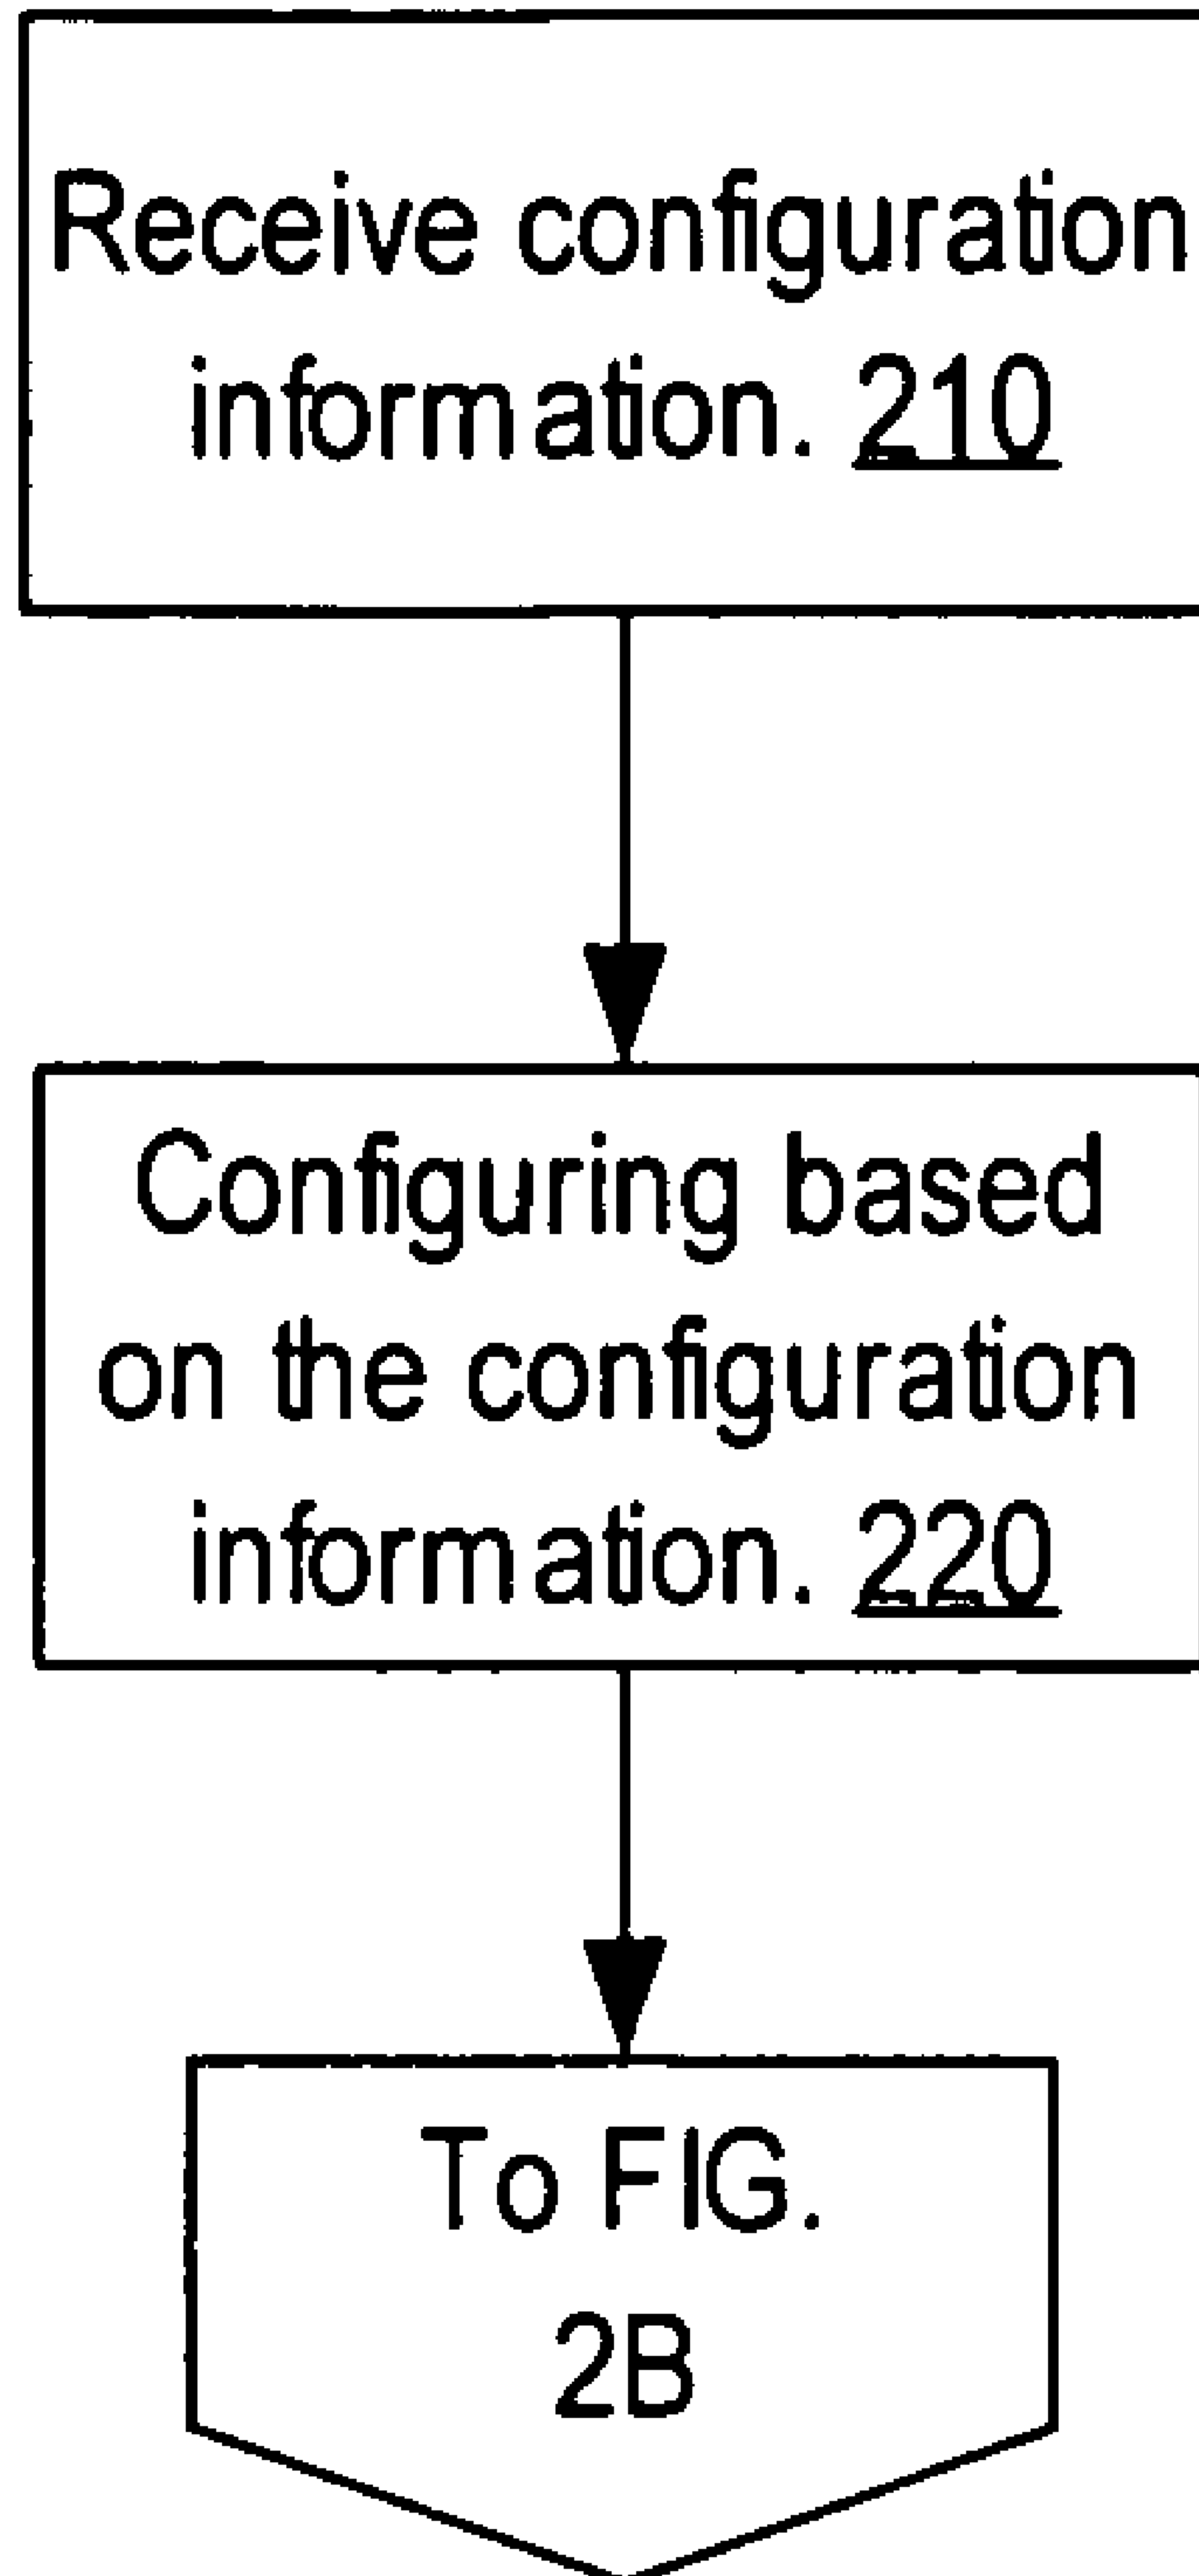 Receive configuration
information. 210
Configuring based
on the configuration
information. 220
To FIG.
2B